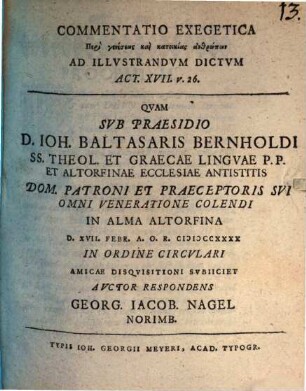 13.
COMMENTATIO EXEGETICA
Περὶ γενέσεως καὶ κατοικίας ἀνθρώπων
AD ILLVSTRANDVM DICTVM
ACT. XVII. v. 26.
QVAM
SVB PRAESIDIO
D. IOH. BALTASARIS BERNHOLDI
SS. THEOL. ET GRAECAE LINGVAE P. P.
ET ALTORFINAE ECCLESIAE ANTISTITIS
DOM. PATRONI ET PRAECEPTORIS SVI
OMNI VENERATIONE COLENDI
IN ALMA ALTORFINA
D. XVII. FEBR. A. O. R. CIƆIƆCCXXXX
IN ORDINE CIRCVLARI
AMICAE DISQVISITIONI SVBIICIET
AVCTOR RESPONDENS
GEORG. IACOB. NAGEL
NORIMB.
TYPIS IOH. GEORGII MEYERI, ACAD. TYPOGR.